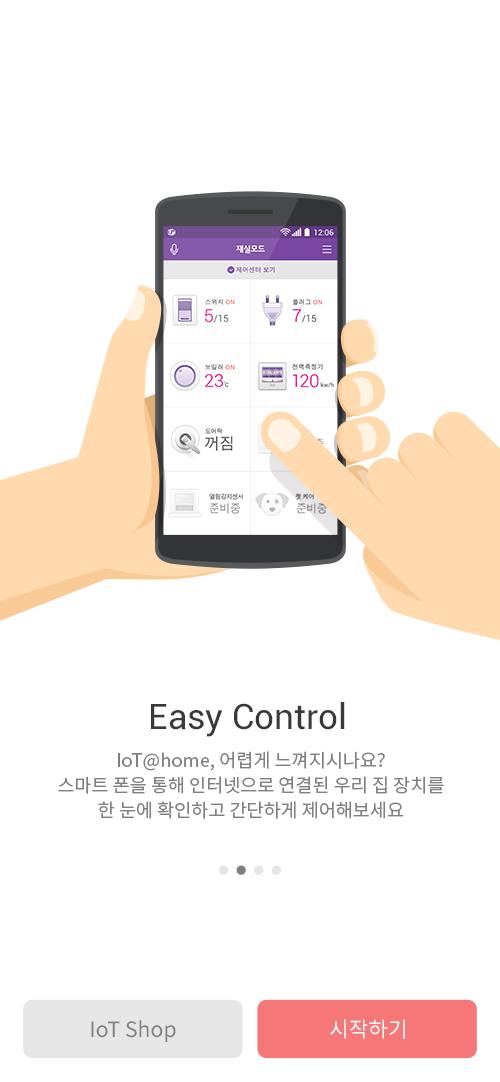 12:06
재실모드
제어센터 보기
스위치 ON
5/15
플러그 ON
7/15
보일러 ON
23℃
전력측정기
120kw/h
도어락
꺼짐
열림감지센서
준비중
펫 케어
준비중
Easy Control
IoT@home, 어렵게 느껴지시나요?
스마트 폰을 통해 인터넷으로 연결된 우리 집 장치를
한 눈에 확인하고 간단하게 제어해보세요
IoT Shop
시작하기